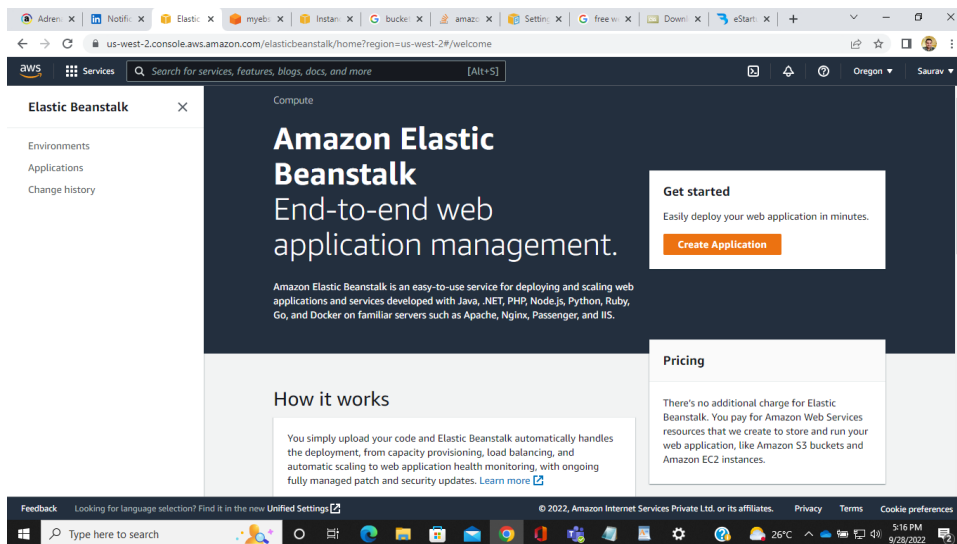 Adren
Notific
Elastic
myebs
Instanc
bucket
amazo
Setting
free w
Downl
eStart
us-west-2.console.aws.amazon.com/elasticbeanstalk/home?region=us-west-2#/welcome
aws
Services
Search for services, features, blogs, docs, and more
[Alt+S]
Oregon
Saurav
Elastic Beanstalk
Environments
Applications
Change history
Compute
Amazon Elastic
Beanstalk
End-to-end web
application management.
Amazon Elastic Beanstalk is an easy-to-use service for deploying and scaling web
applications and services developed with Java, .NET, PHP, Node.js, Python, Ruby,
Go, and Docker on familiar servers such as Apache, Nginx, Passenger, and IIS.
Get started
Easily deploy your web application in minutes.
Create Application
Pricing
There's no additional charge for Elastic
Beanstalk. You pay for Amazon Web Services
resources that we create to store and run your
web application, like Amazon S3 buckets and
Amazon EC2 instances.
How it works
You simply upload your code and Elastic Beanstalk automatically handles
the deployment, from capacity provisioning, load balancing, and
automatic scaling to web application health monitoring, with ongoing
fully managed patch and security updates. Learn more
Feedback
Looking for language selection? Find it in the new Unified Settings
© 2022, Amazon Internet Services Private Ltd. or its affiliates.
Privacy
Terms
Cookie preferences
Type here to search
26°C
5:16 PM
9/28/2022